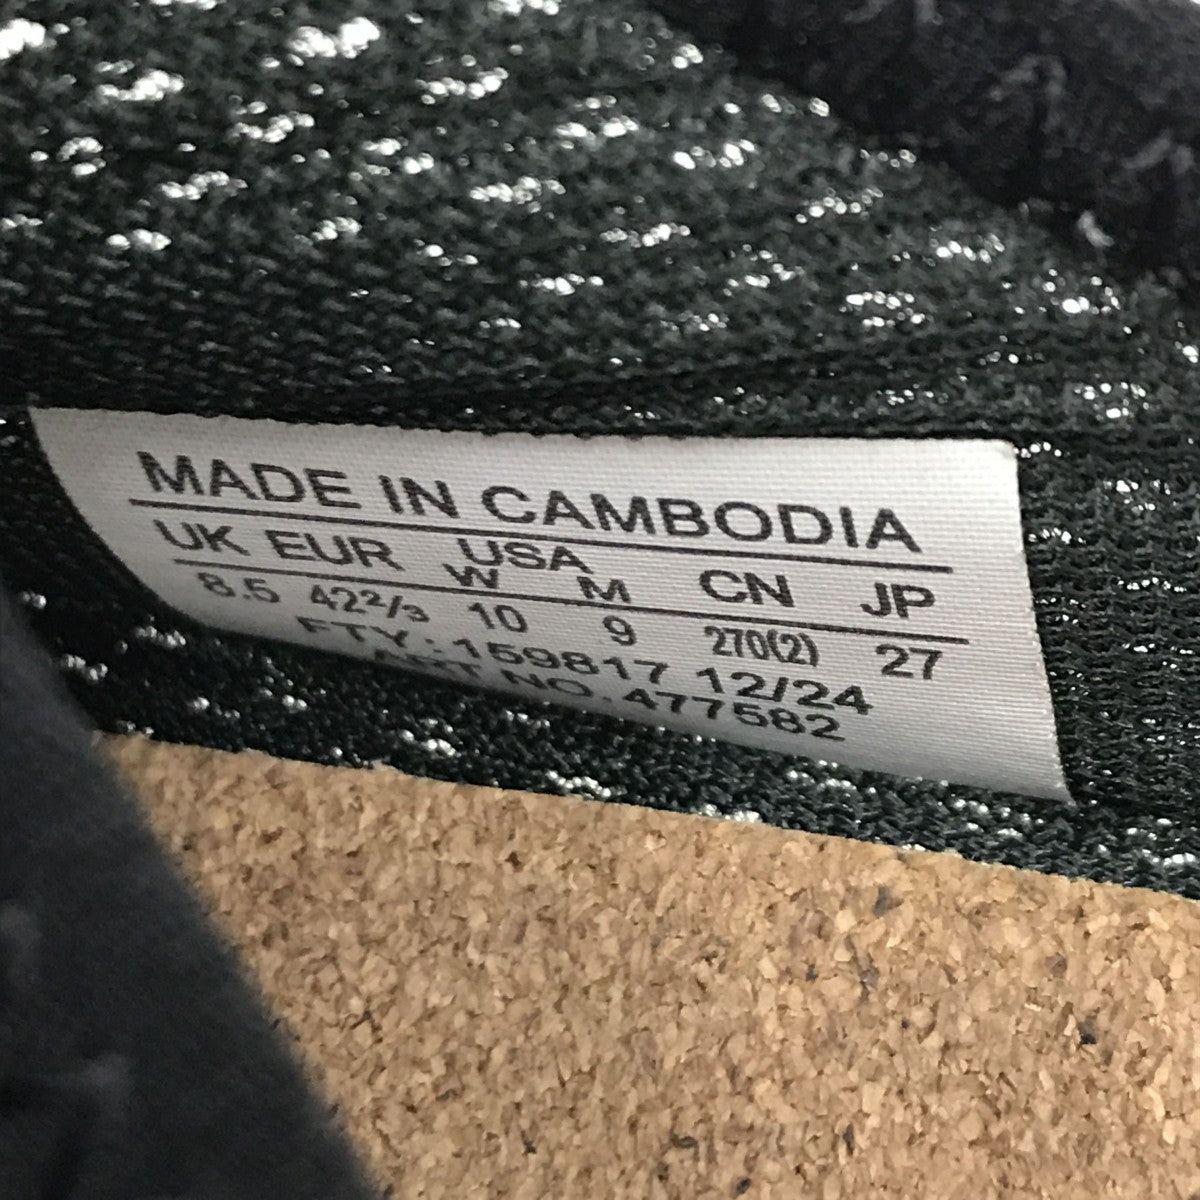 MADE IN CAMBODIA
UK EUR USA CN JP
W M
8.5 42²/₃ 10 9 270(2) 27
FTY.:159817 12/24
ART NO.477582